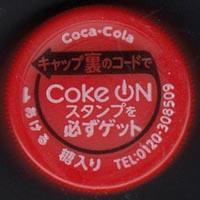 Coca-Cola
キャップ裏のコードで
Coke ON
スタンプを
必ずゲット
あける
糖入り
TEL:0120-308509